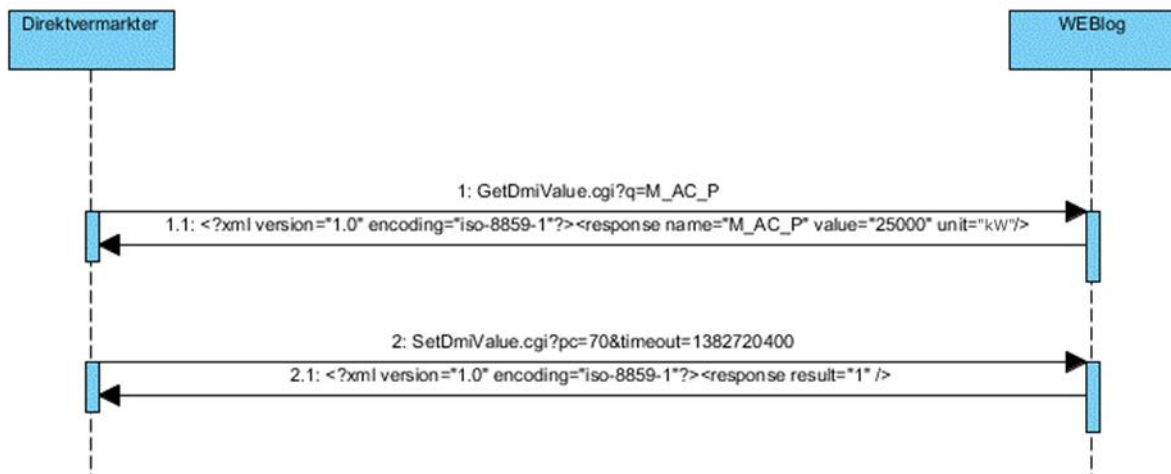 Direktvermarkter
WEBlog
1: GetDmiValue.cgi?q=M_AC_P
1.1: <?xml version="1.0" encoding="iso-8859-1"?><response name="M_AC_P" value="25000" unit="kW"/>
2: SetDmiValue.cgi?pc=70&timeout=1382720400
2.1: <?xml version="1.0" encoding="iso-8859-1"?><response result="1" />